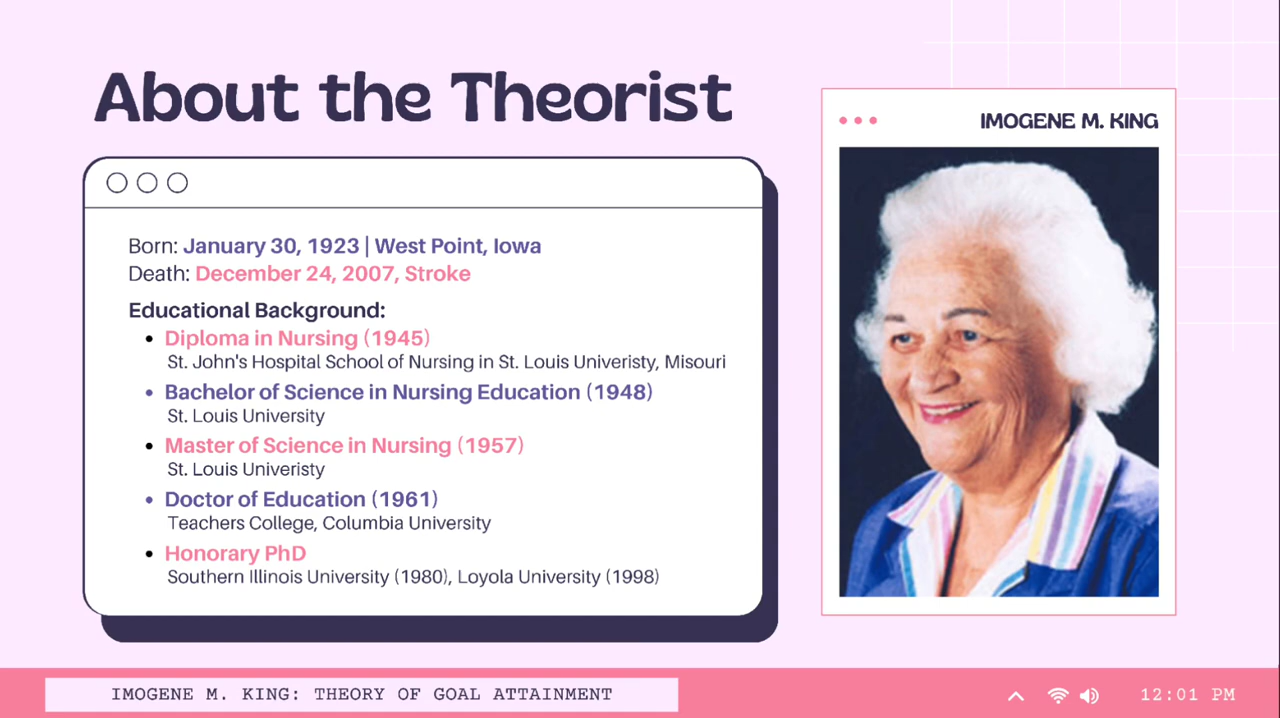 About the Theorist
IMOGENE M. KING
Born: January 30, 1923 | West Point, Iowa
Death: December 24, 2007, Stroke
Educational Background:
• Diploma in Nursing (1945)
St. John's Hospital School of Nursing in St. Louis Univeristy, Misouri
• Bachelor of Science in Nursing Education (1948)
St. Louis University
• Master of Science in Nursing (1957)
St. Louis Univeristy
• Doctor of Education (1961)
Teachers College, Columbia University
• Honorary PhD
Southern Illinois University (1980), Loyola University (1998)
IMOGENE M. KING: THEORY OF GOAL ATTAINMENT
12:01 PM